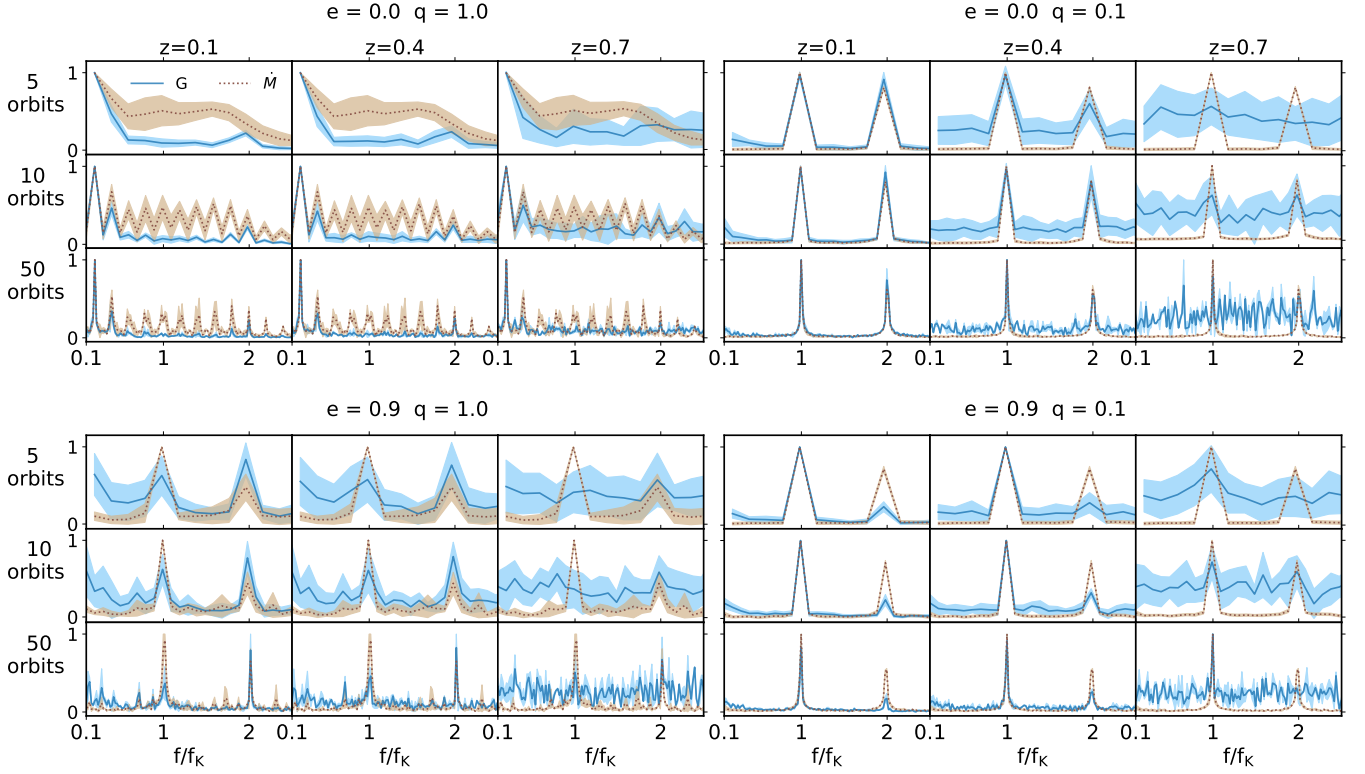 e = 0.0 q = 1.0
e = 0.0 q = 0.1
z=0.1 z=0.4 z=0.7 z=0.1 z=0.4 z=0.7
5 orbits 1 0
G Ṁ
10 orbits 1 0
50 orbits 1 0
0.1 1 2 0.1 1 2 0.1 1 2 0.1 1 2 0.1 1 2 0.1 1 2
e = 0.9 q = 1.0
e = 0.9 q = 0.1
5 orbits 1 0
10 orbits 1 0
50 orbits 1 0
0.1 1 2 0.1 1 2 0.1 1 2 0.1 1 2 0.1 1 2 0.1 1 2
f/f_K f/f_K f/f_K f/f_K f/f_K f/f_K